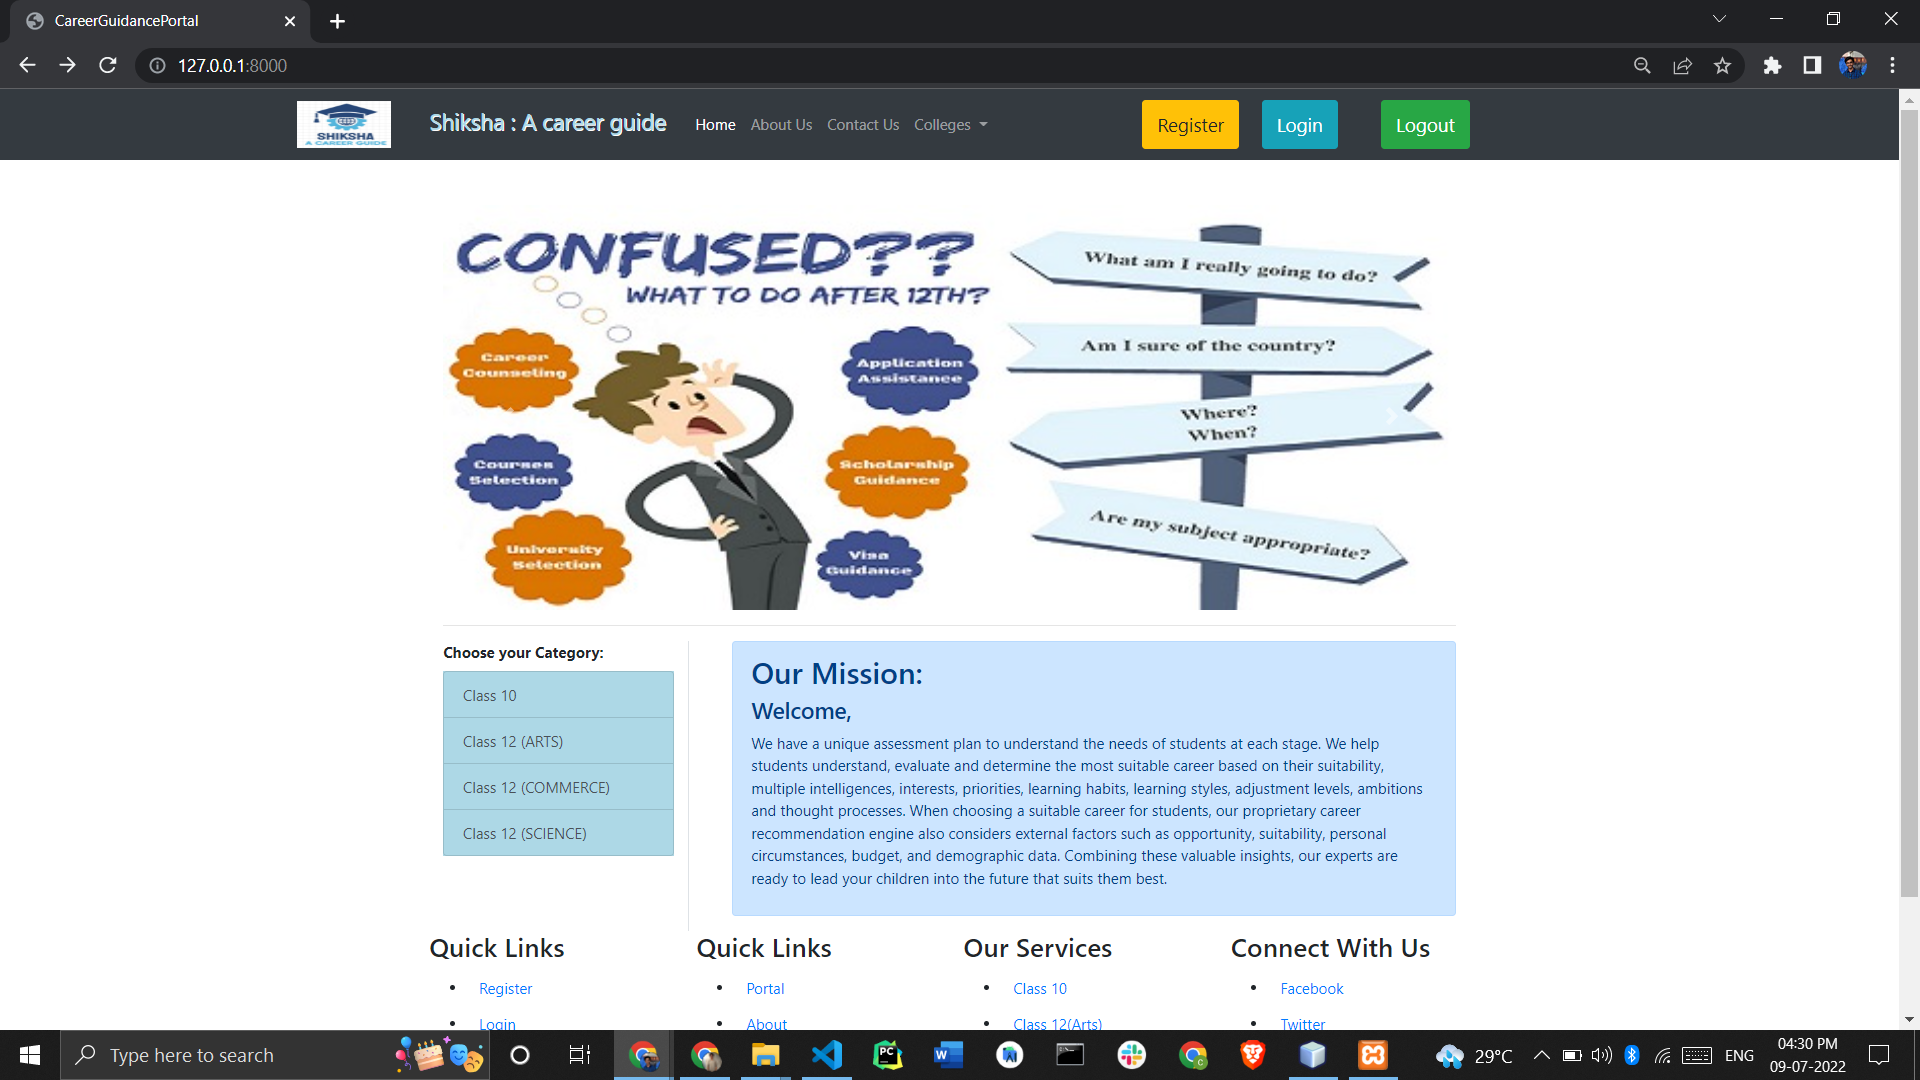 CareerGuidancePortal
127.0.0.1:8000
SHIKSHA
A CAREER GUIDE
Shiksha : A career guide
Home
About Us
Contact Us
Colleges
Register
Login
Logout
CONFUSED??
WHAT TO DO AFTER 12TH?
Career
Counseling
Application
Assistance
Courses
Selection
Scholarship
Guidance
University
Selection
Visa
Guidance
What am I really going to do?
Am I sure of the country?
Where?
When?
Are my subject appropriate?
Choose your Category:
Class 10
Class 12 (ARTS)
Class 12 (COMMERCE)
Class 12 (SCIENCE)
Our Mission:
Welcome,
We have a unique assessment plan to understand the needs of students at each stage. We help
students understand, evaluate and determine the most suitable career based on their suitability,
multiple intelligences, interests, priorities, learning habits, learning styles, adjustment levels, ambitions
and thought processes. When choosing a suitable career for students, our proprietary career
recommendation engine also considers external factors such as opportunity, suitability, personal
circumstances, budget, and demographic data. Combining these valuable insights, our experts are
ready to lead your children into the future that suits them best.
Quick Links
Register
Login
Quick Links
Portal
About
Our Services
Class 10
Class 12(Arts)
Connect With Us
Facebook
Twitter
Type here to search
29°C
ENG
04:30 PM
09-07-2022